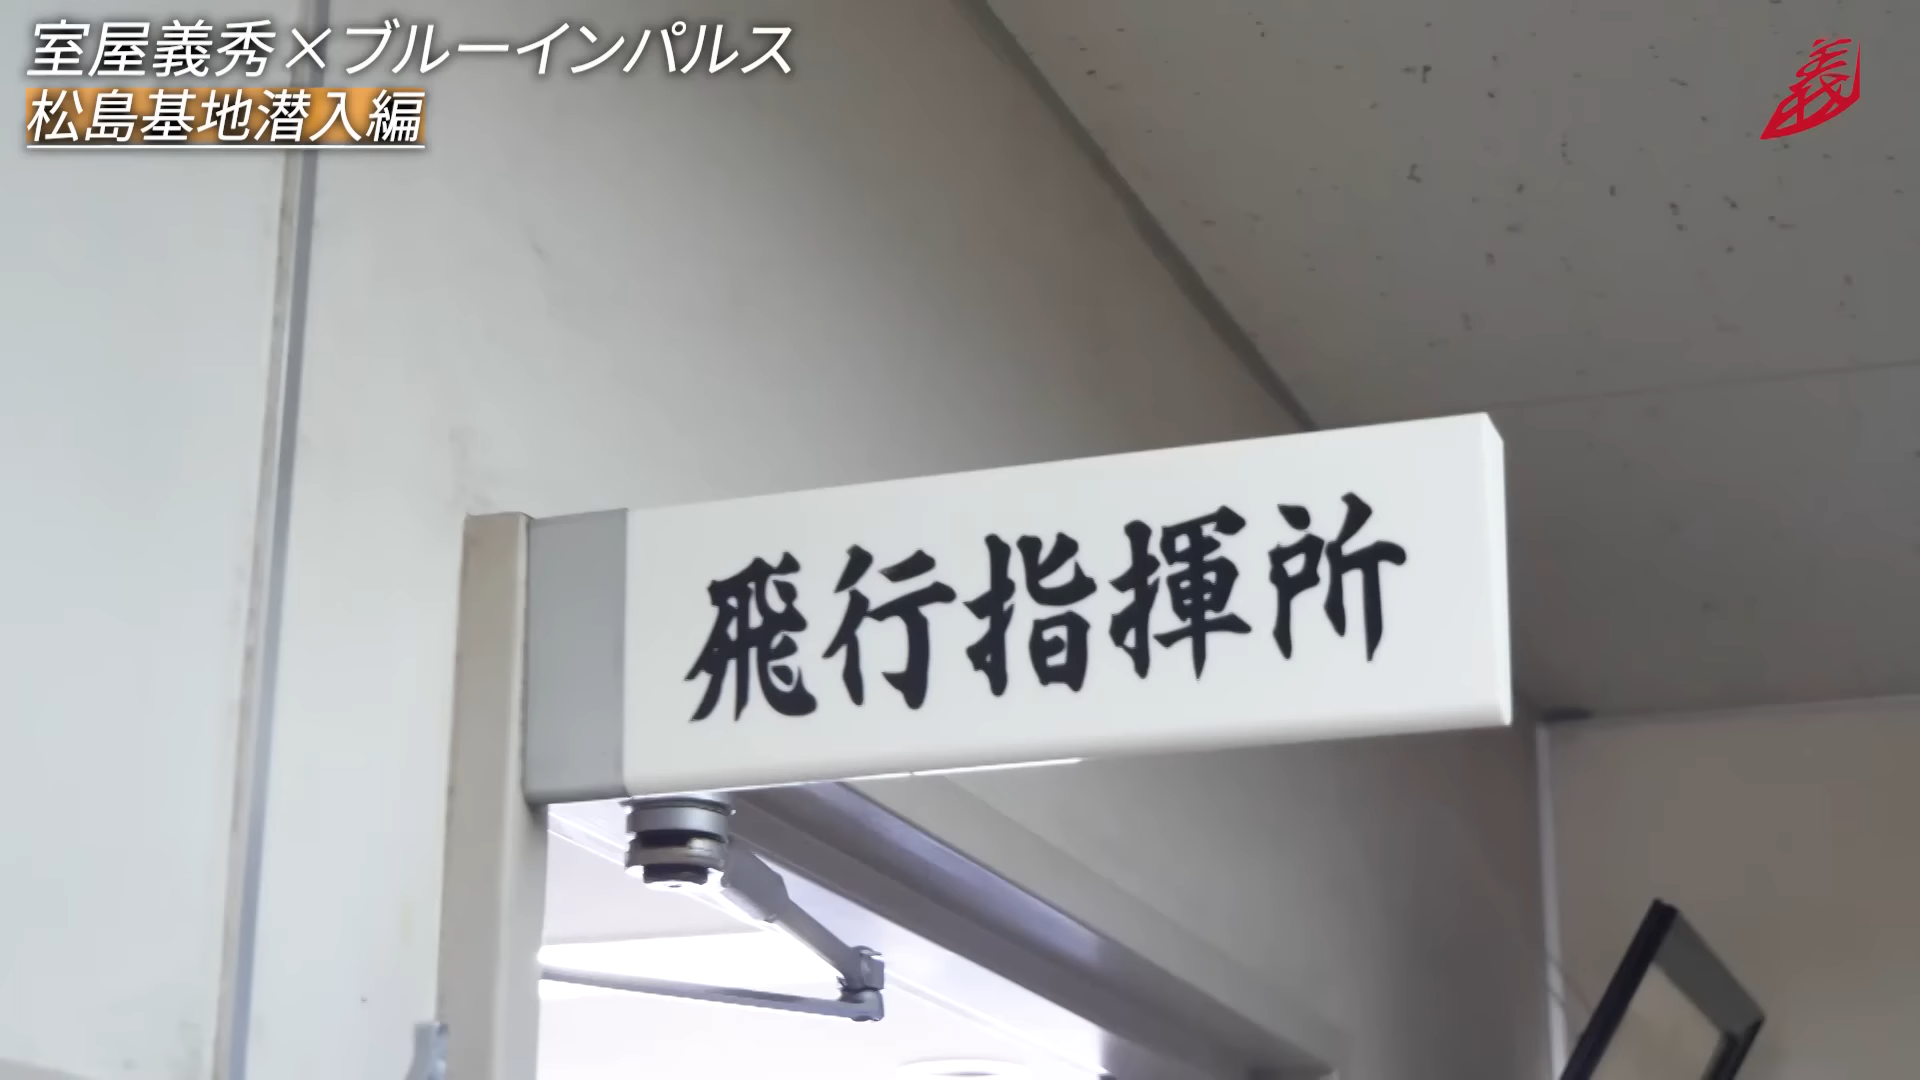 室屋義秀×ブルーインパルス
松島基地潜入編
義
飛行指揮所